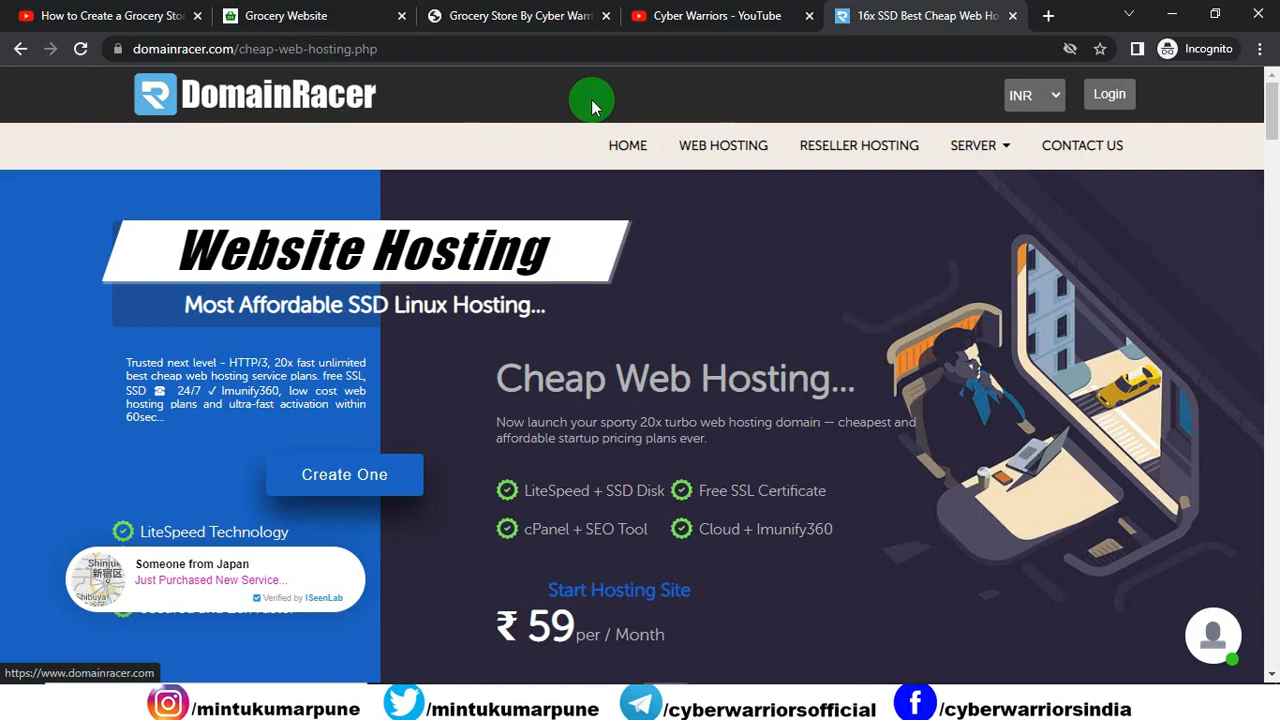 How to Create a Grocery Sto
Grocery Website
Grocery Store By Cyber Warri
Cyber Warriors - YouTube
16x SSD Best Cheap Web Ho
domainracer.com/cheap-web-hosting.php
Incognito
DomainRacer
INR
Login
HOME
WEB HOSTING
RESELLER HOSTING
SERVER
CONTACT US
Website Hosting
Most Affordable SSD Linux Hosting...
Trusted next level - HTTP/3, 20x fast unlimited
best cheap web hosting service plans. free SSL,
SSD ☎ 24/7 ✓ Imunify360, low cost web
hosting plans and ultra-fast activation within
60sec...
Create One
LiteSpeed Technology
Cheap Web Hosting...
Now launch your sporty 20x turbo web hosting domain — cheapest and
affordable startup pricing plans ever.
LiteSpeed + SSD Disk
Free SSL Certificate
cPanel + SEO Tool
Cloud + Imunify360
Start Hosting Site
₹ 59 per / Month
Shinjuk
新宿区
Shibuya
Someone from Japan
Just Purchased New Service...
Verified by ISeenLab
https://www.domainracer.com
/mintukumarpune
/mintukumarpune
/cyberwarriorsofficial
/cyberwarriorsindia